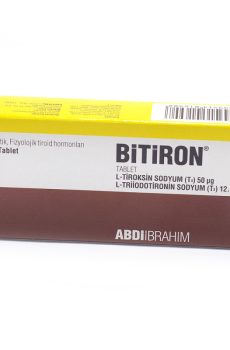 tik, Fizyolojik tiroid hormonları
Tablet
BiTiRON®
TABLET
L-TİROKSİN SODYUM (T₄) 50 µg
L-TRİİODOTİRONİN SODYUM (T₃) 12.
ABDİ İBRAHİM